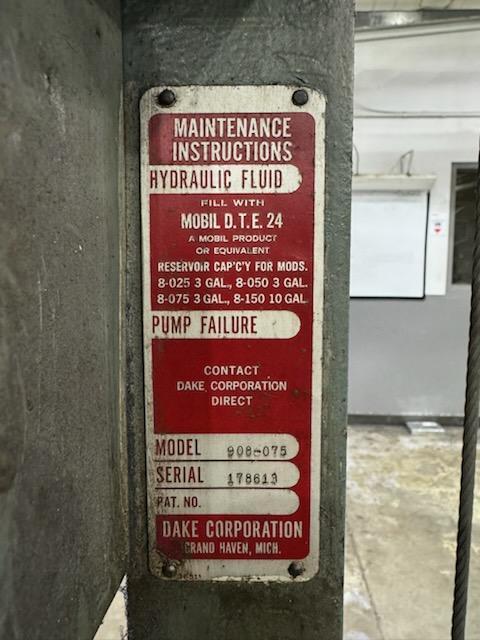 MAINTENANCE
INSTRUCTIONS
HYDRAULIC FLUID
FILL WITH
MOBIL D.T.E. 24
A MOBIL PRODUCT
OR EQUIVALENT
RESERVOIR CAP'C'Y FOR MODS.
8-025 3 GAL., 8-050 3 GAL.
8-075 3 GAL., 8-150 10 GAL.
PUMP FAILURE
CONTACT
DAKE CORPORATION
DIRECT
MODEL 908-075
SERIAL 178613
PAT. NO.
DAKE CORPORATION
GRAND HAVEN, MICH.